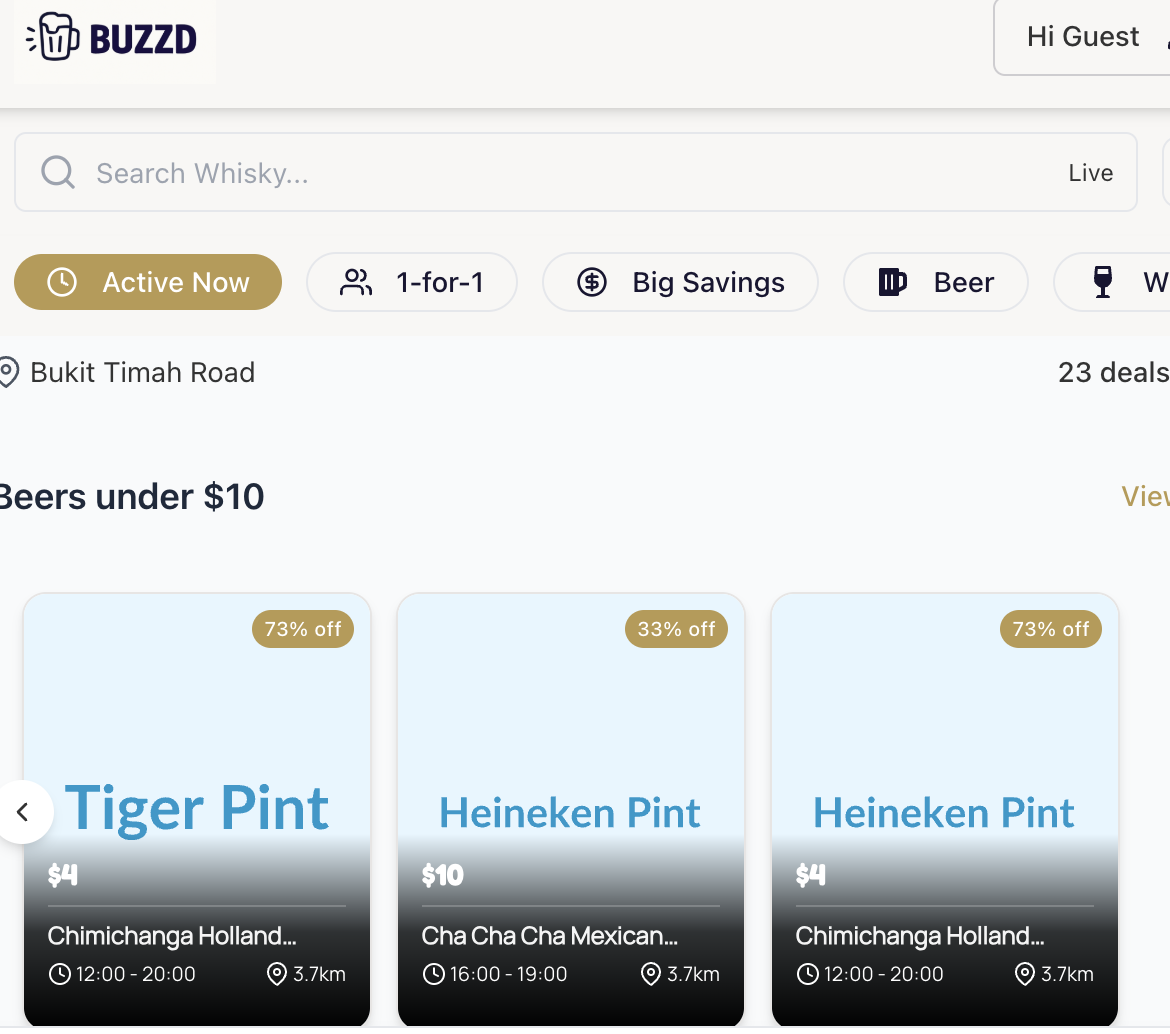 BUZZD
Hi Guest
Search Whisky...
Live
Active Now
1-for-1
Big Savings
Beer
Bukit Timah Road
23 deals
Beers under $10
73% off
33% off
73% off
Tiger Pint
Heineken Pint
Heineken Pint
$4
$10
$4
Chimichanga Holland...
Cha Cha Cha Mexican...
Chimichanga Holland...
12:00 - 20:00
3.7km
16:00 - 19:00
3.7km
12:00 - 20:00
3.7km